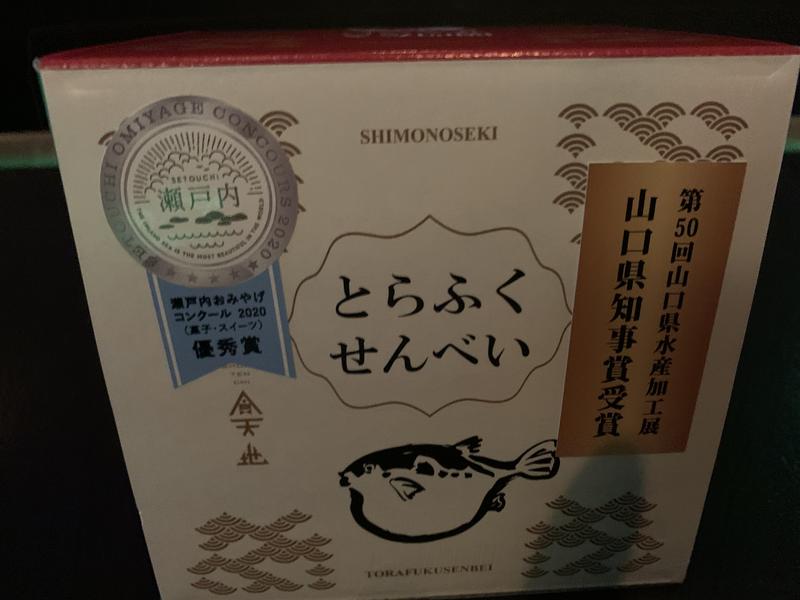 SHIMONOSEKI
SETOUCHI OMIYAGE CONCOURS 2020
SETOUCHI
瀬戸内
THE INLAND SEA IS THE MOST BEAUTIFUL IN THE WORLD
瀬戸内おみやげ
コンクール 2020
(菓子・スイーツ)
優秀賞
とらふく
せんべい
第50回山口県水産加工展
山口県知事賞受賞
食天地
TORAFUKUSENBEI